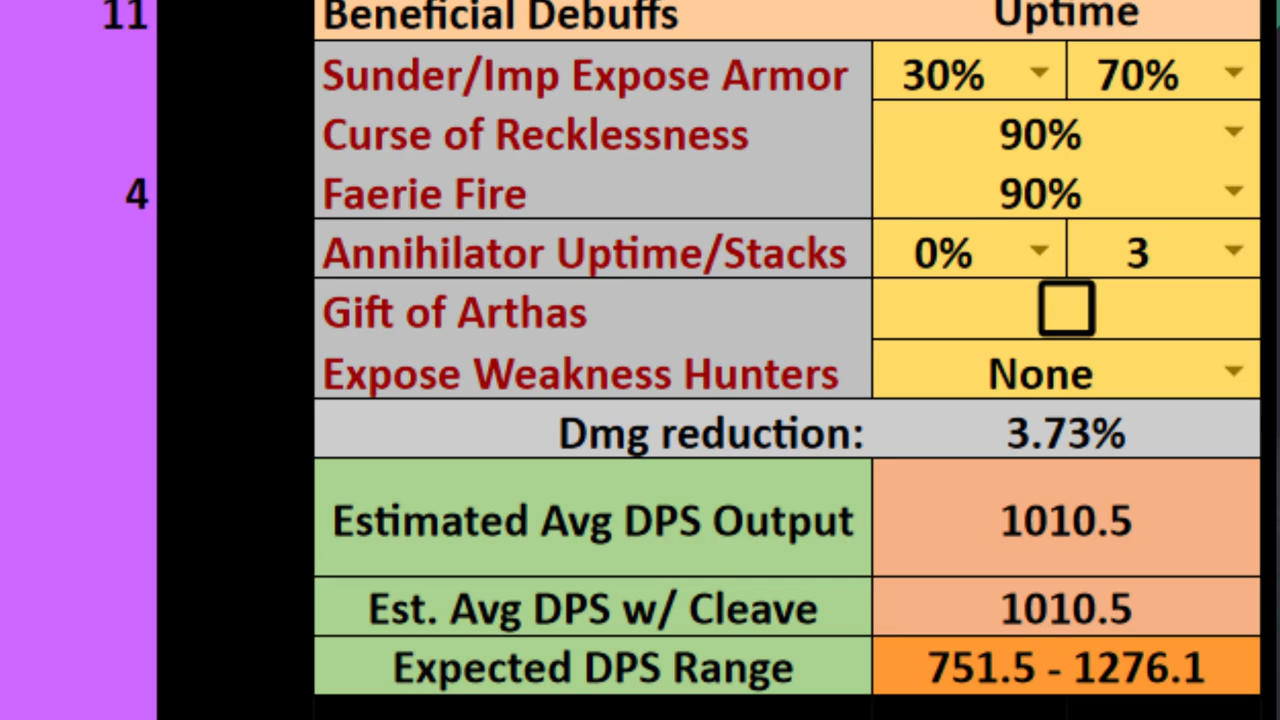 11 Beneficial Debuffs Uptime
Sunder/Imp Expose Armor 30% 70%
Curse of Recklessness 90%
4 Faerie Fire 90%
Annihilator Uptime/Stacks 0% 3
Gift of Arthas
Expose Weakness Hunters None
Dmg reduction: 3.73%
Estimated Avg DPS Output 1010.5
Est. Avg DPS w/ Cleave 1010.5
Expected DPS Range 751.5 - 1276.1